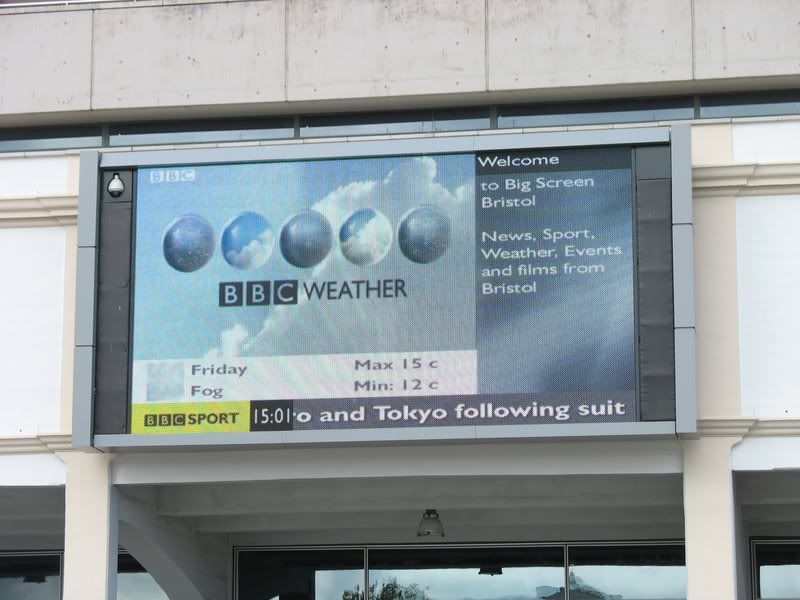 BBC
Welcome
to Big Screen
Bristol
News, Sport,
Weather, Events
and films from
Bristol
BBC WEATHER
Friday Max 15 c
Fog Min: 12 c
BBC SPORT 15:01 o and Tokyo following suit